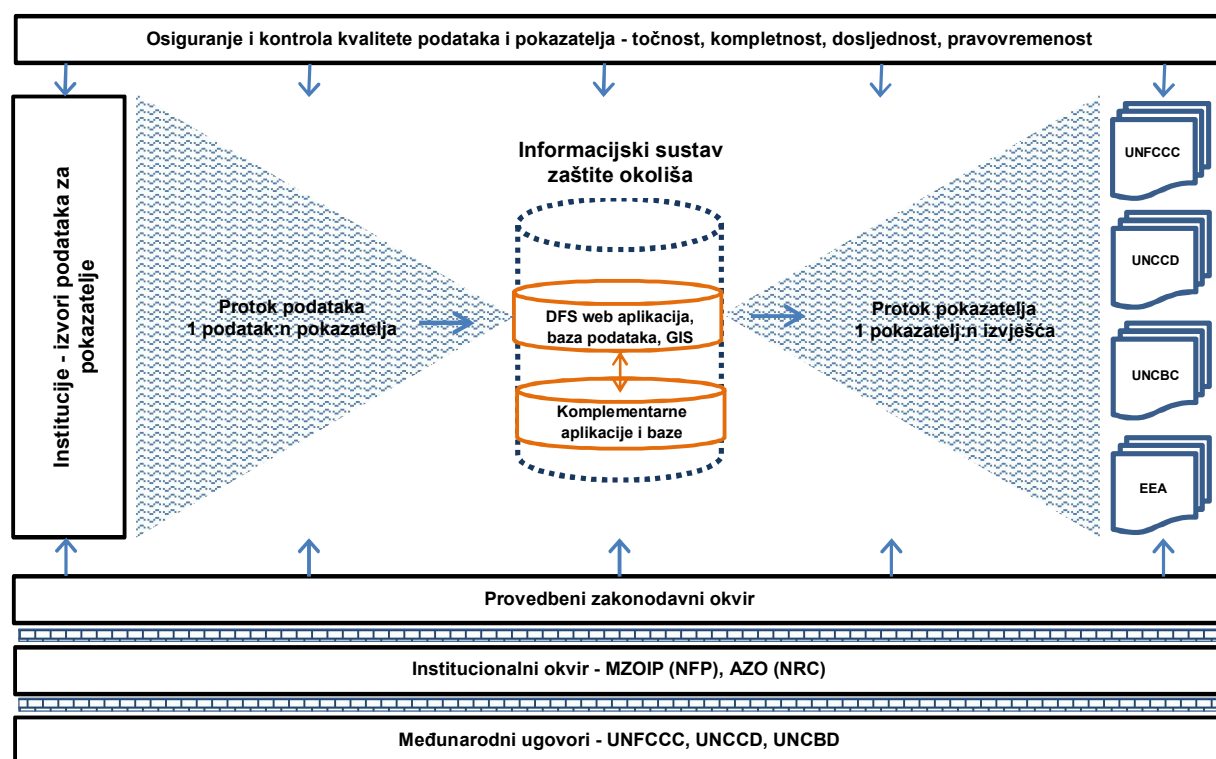 Osiguranje i kontrola kvalitete podataka i pokazatelja - točnost, kompletnost, dosljednost, pravovremenost
Institucije - izvori podataka za
pokazatelje
Protok podataka
1 podatak:n pokazatelja
Informacijski sustav
zaštite okoliša
DFS web aplikacija,
baza podataka, GIS
Komplementarne
aplikacije i baze
Protok pokazatelja
1 pokazatelj:n izvješća
UNFCCC
UNCCD
UNCBC
EEA
Provedbeni zakonodavni okvir
Institucionalni okvir - MZOIP (NFP), AZO (NRC)
Međunarodni ugovori - UNFCCC, UNCCD, UNCBD